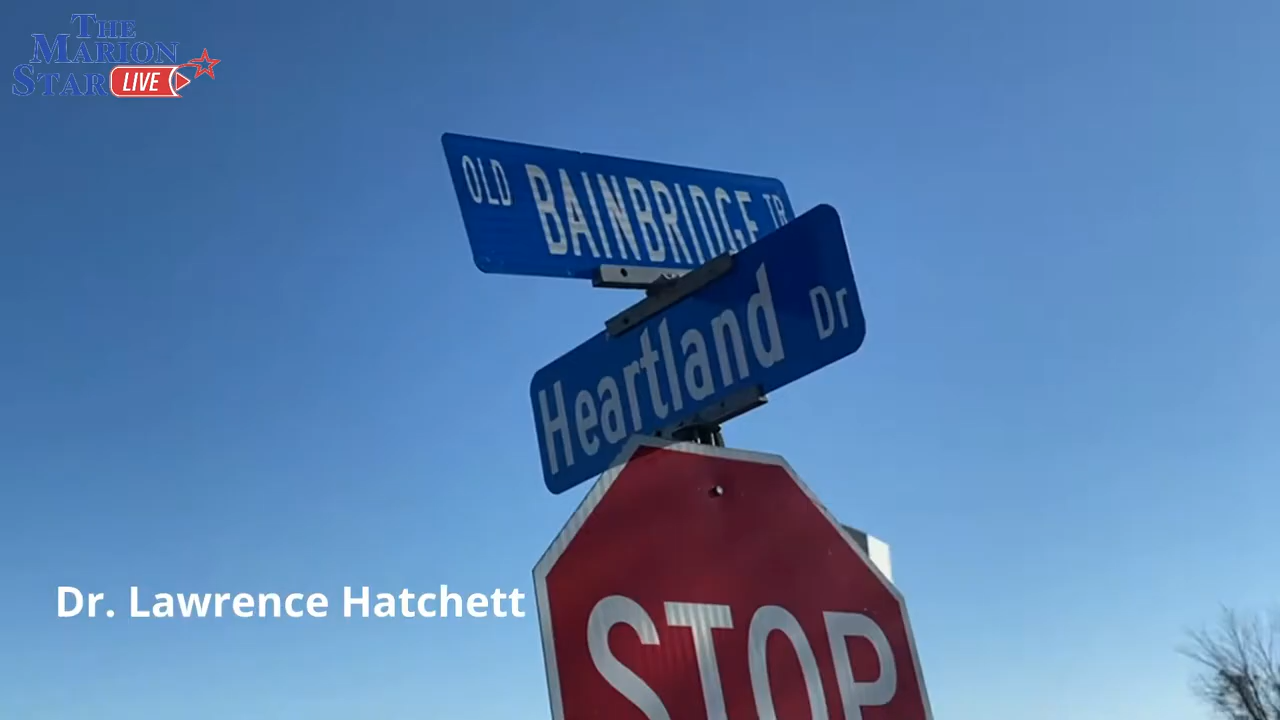 THE
MARION
STAR LIVE
OLD BAINBRIDGE TR
Heartland Dr
STOP
Dr. Lawrence Hatchett